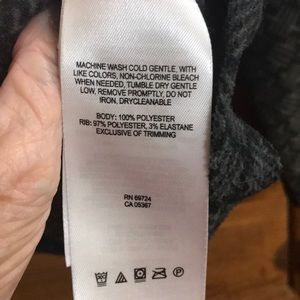 MACHINE WASH COLD GENTLE, WITH
LIKE COLORS, NON-CHLORINE BLEACH
WHEN NEEDED, TUMBLE DRY GENTLE
LOW, REMOVE PROMPTLY, DO NOT
IRON, DRYCLEANABLE
BODY: 100% POLYESTER
RIB: 97% POLYESTER, 3% ELASTANE
EXCLUSIVE OF TRIMMING
RN 69724
CA 05367